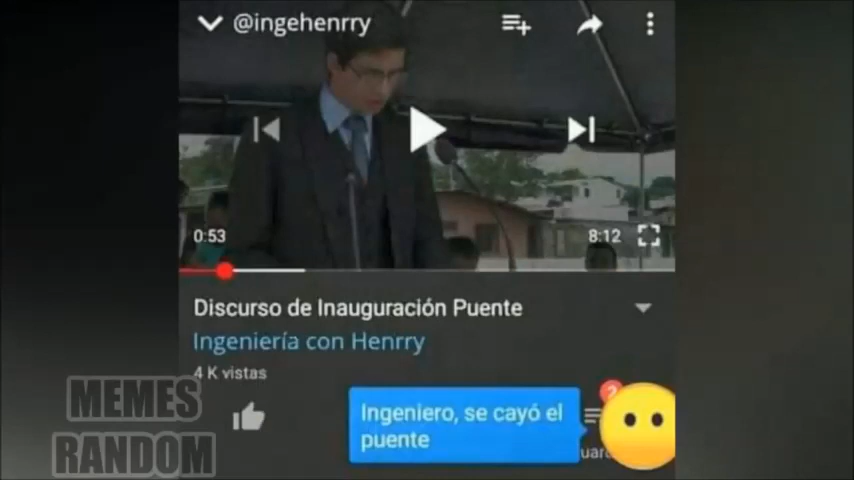 @ingehenrry
0:53
8:12
Discurso de Inauguración Puente
Ingeniería con Henrry
4 K vistas
2
Ingeniero, se cayó el
puente
MEMES
RANDOM